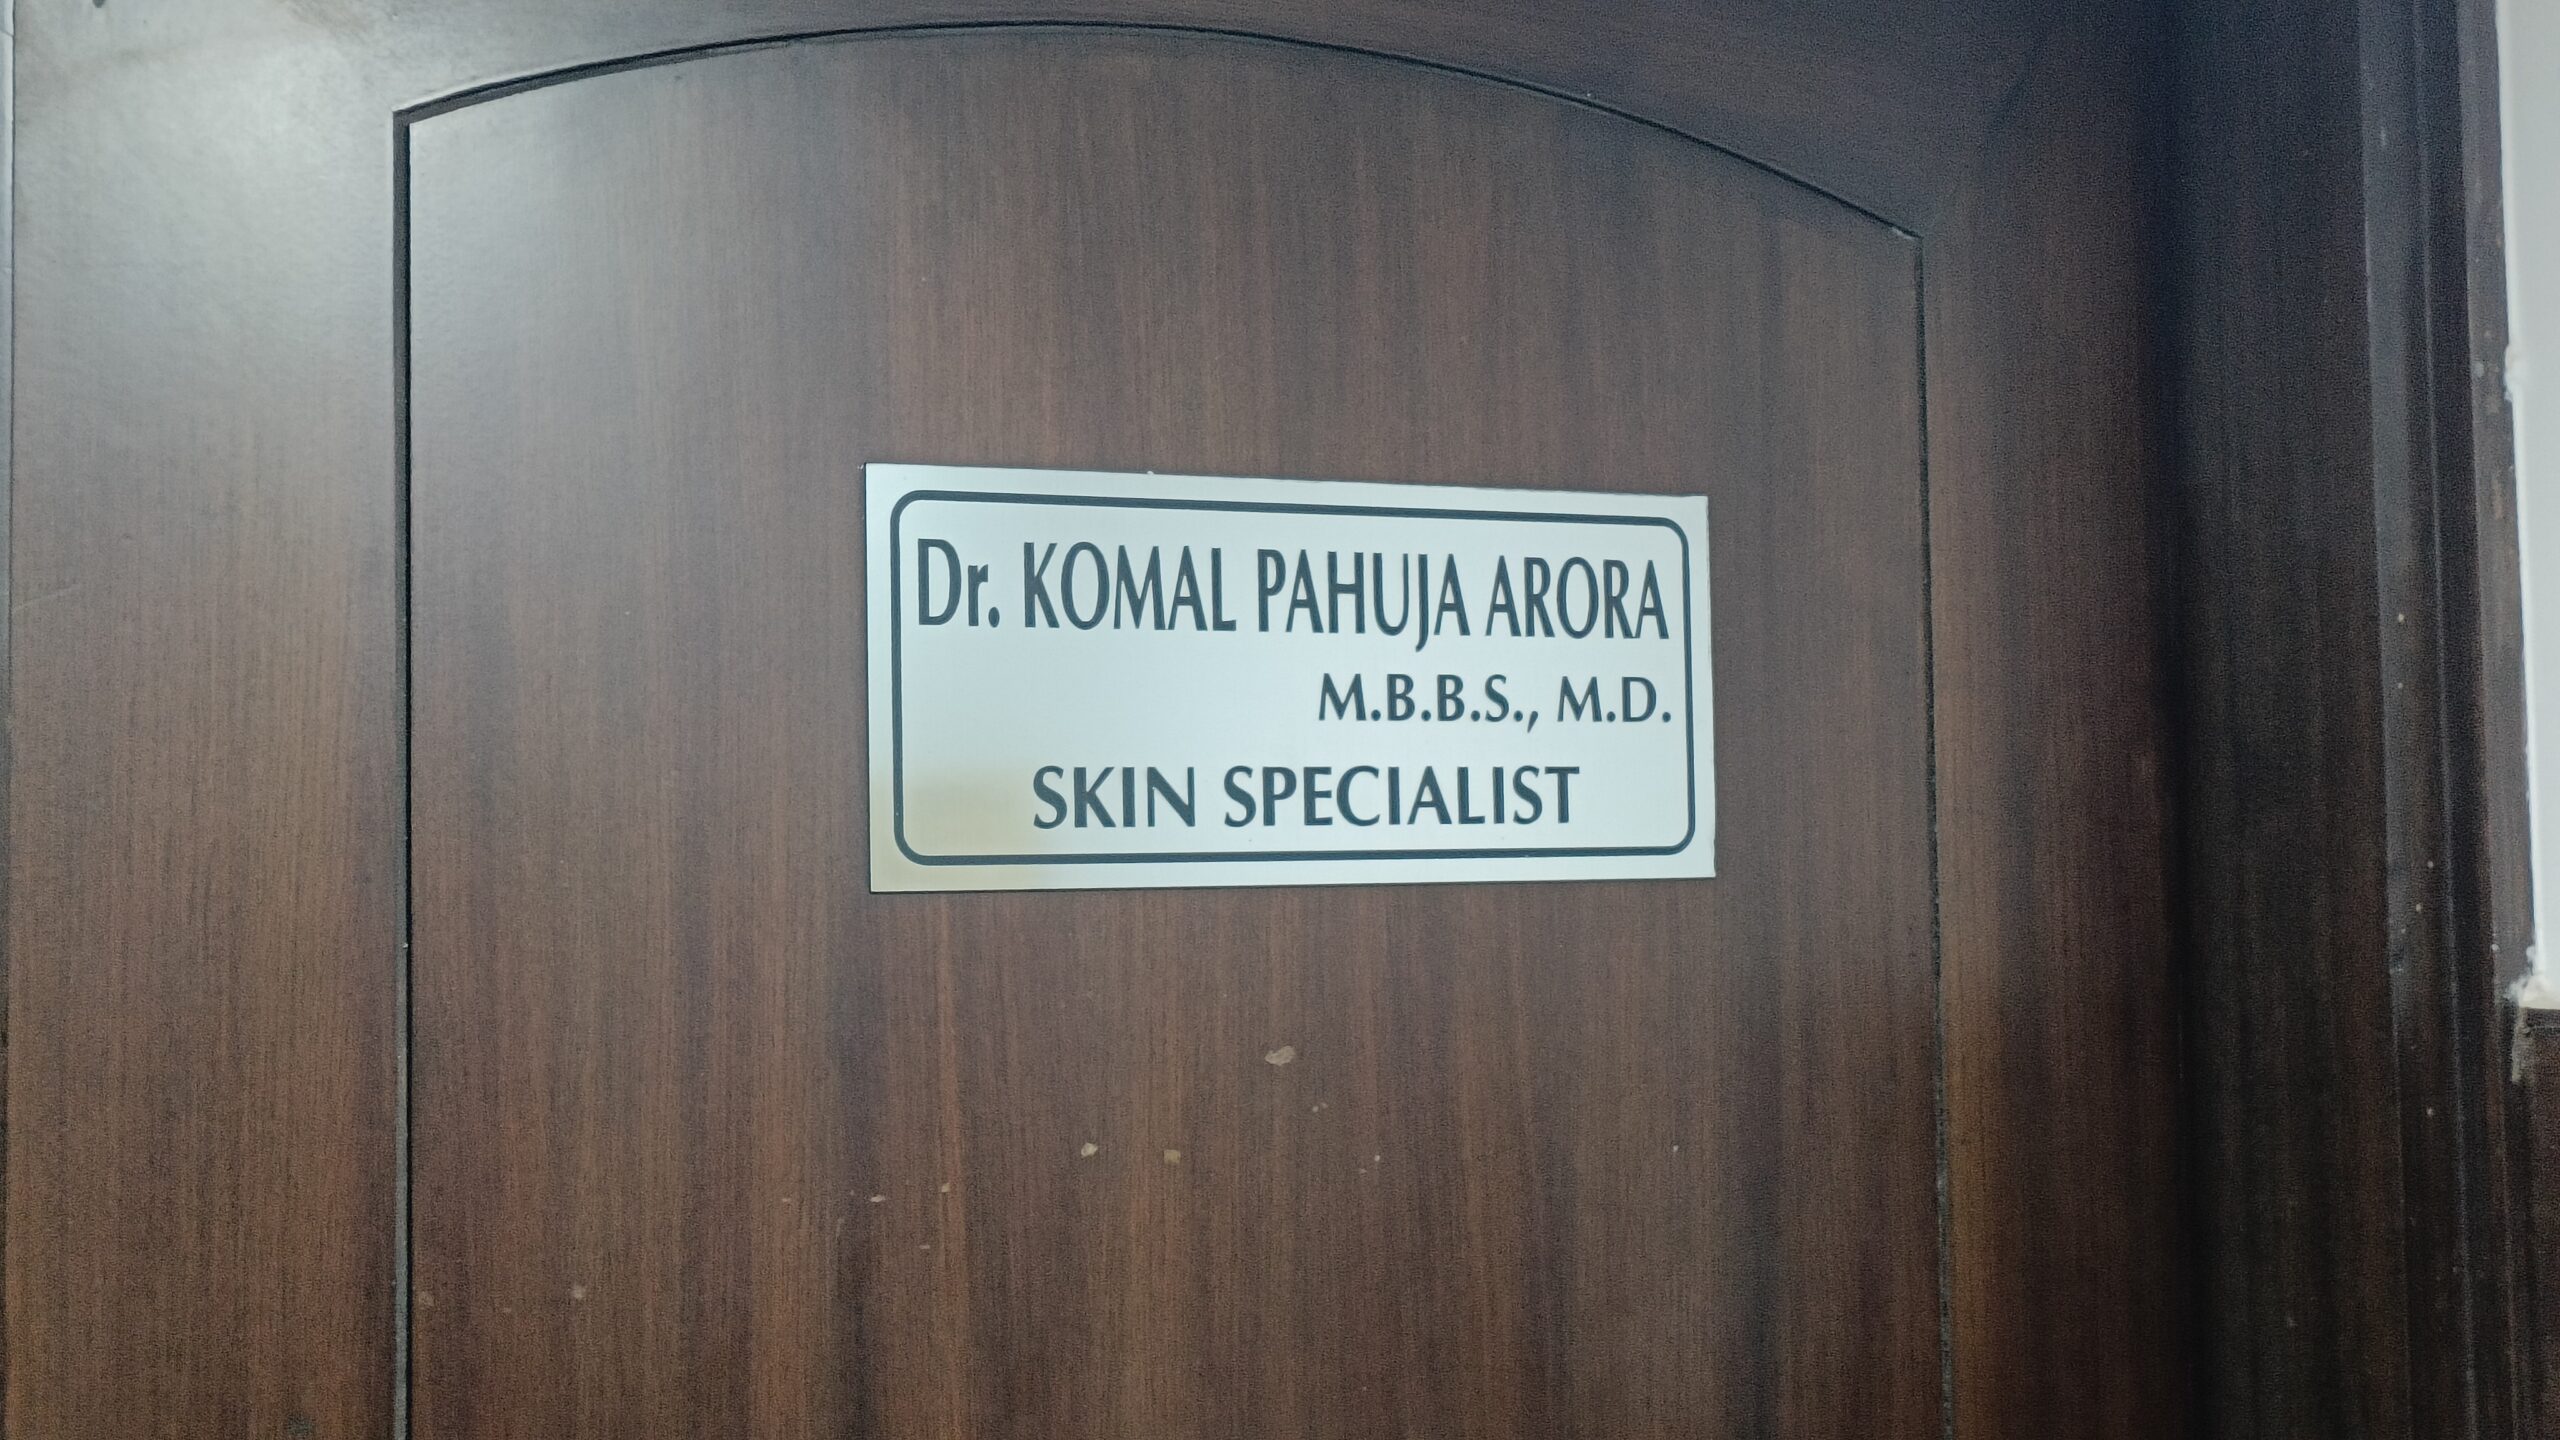 Dr. KOMAL PAHUJA ARORA
M.B.B.S., M.D.
SKIN SPECIALIST